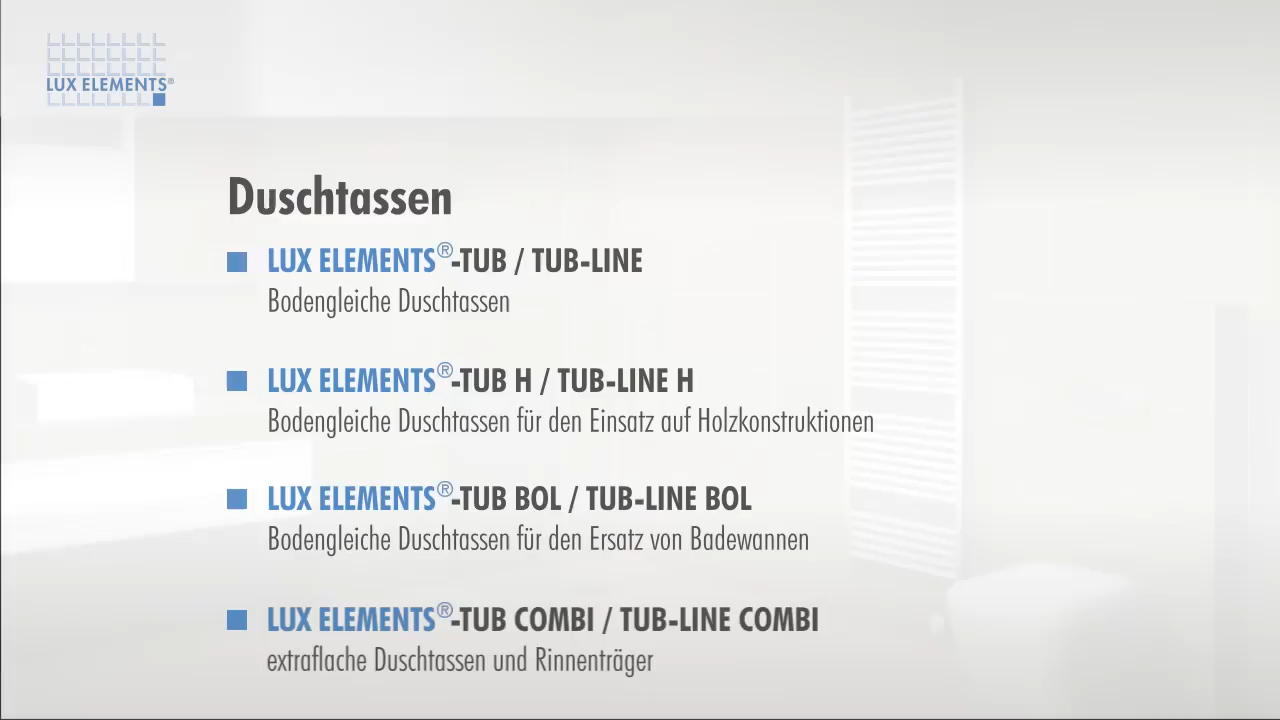 LUX ELEMENTS®
Duschtassen
LUX ELEMENTS®-TUB / TUB-LINE
Bodengleiche Duschtassen
LUX ELEMENTS®-TUB H / TUB-LINE H
Bodengleiche Duschtassen für den Einsatz auf Holzkonstruktionen
LUX ELEMENTS®-TUB BOL / TUB-LINE BOL
Bodengleiche Duschtassen für den Ersatz von Badewannen
LUX ELEMENTS®-TUB COMBI / TUB-LINE COMBI
extraflache Duschtassen und Rinnenträger